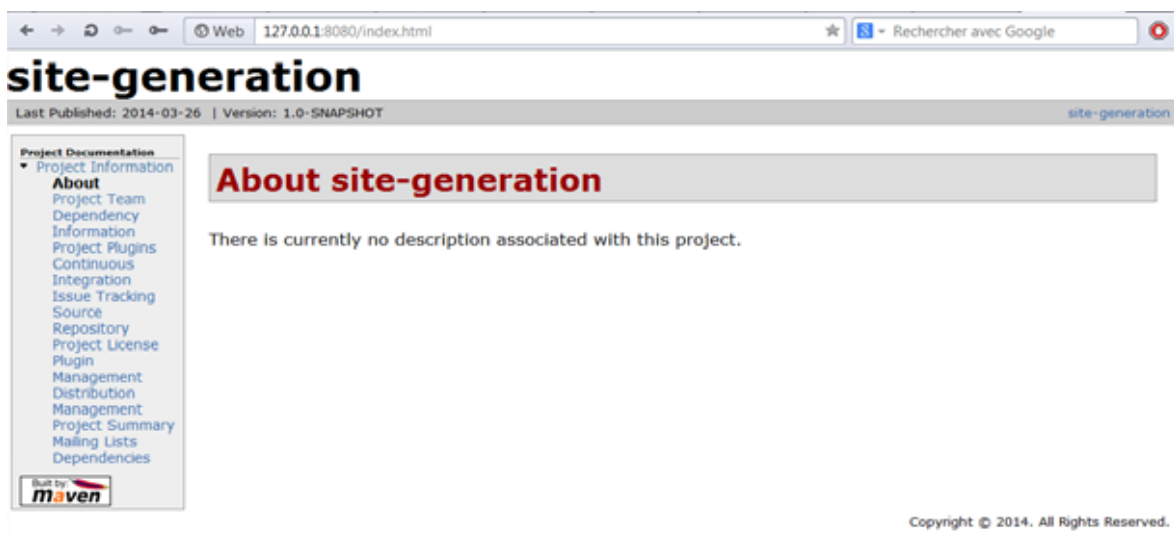 Web 127.0.0.1:8080/index.html Rechercher avec Google
site-generation
Last Published: 2014-03-26 | Version: 1.0-SNAPSHOT site-generation
Project Documentation
Project Information
About
Project Team
Dependency
Information
Project Plugins
Continuous
Integration
Issue Tracking
Source
Repository
Project License
Plugin
Management
Distribution
Management
Project Summary
Mailing Lists
Dependencies
Built by:
maven
About site-generation
There is currently no description associated with this project.
Copyright © 2014. All Rights Reserved.